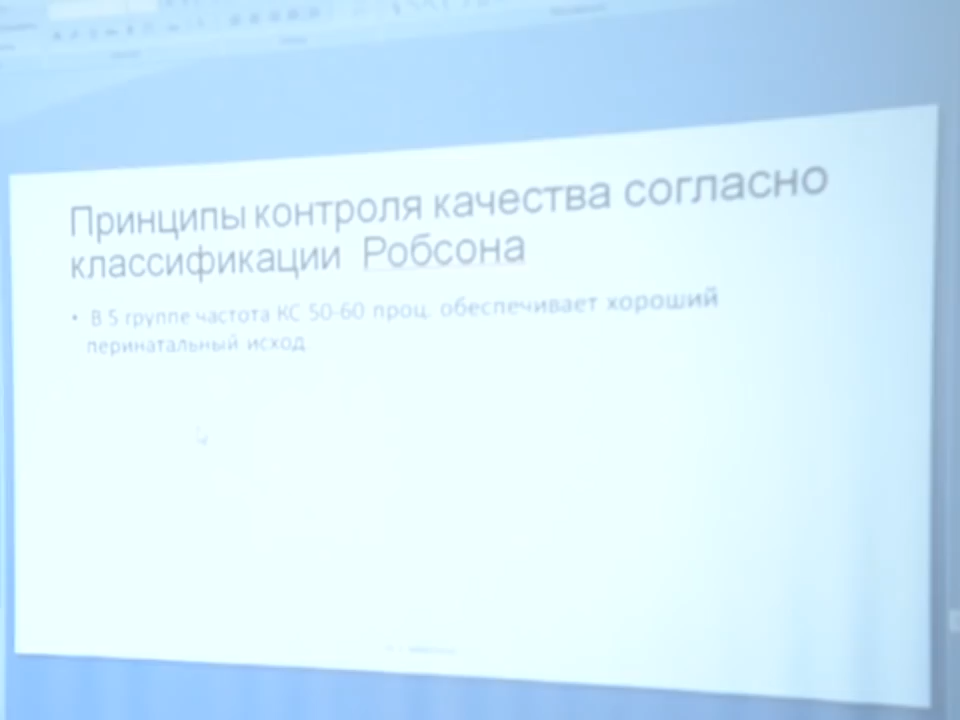 Принципы контроля качества согласно
классификации Робсона
• В 5 группе частота КС 50-60 проц. обеспечивает хороший
перинатальный исход